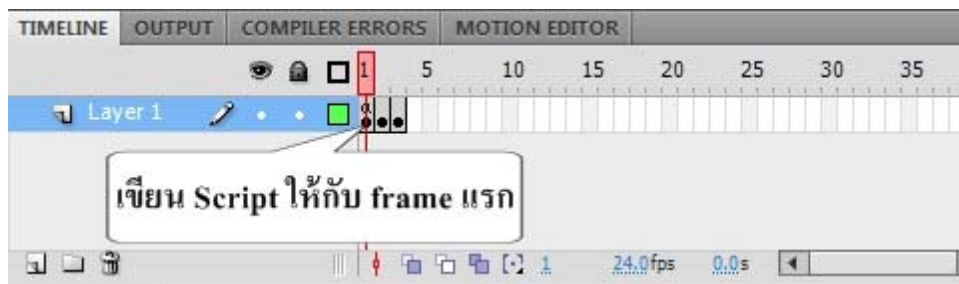 TIMELINE OUTPUT COMPILER ERRORS MOTION EDITOR
1 5 10 15 20 25 30 35
Layer 1
เขียน Script ให้กับ frame แรก
1 24.0fps 0.0s